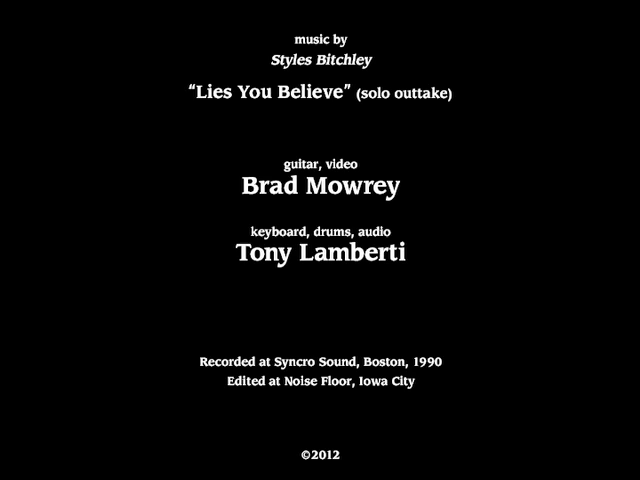 music by
Styles Bitchley
“Lies You Believe” (solo outtake)
guitar, video
Brad Mowrey
keyboard, drums, audio
Tony Lamberti
Recorded at Syncro Sound, Boston, 1990
Edited at Noise Floor, Iowa City
©2012